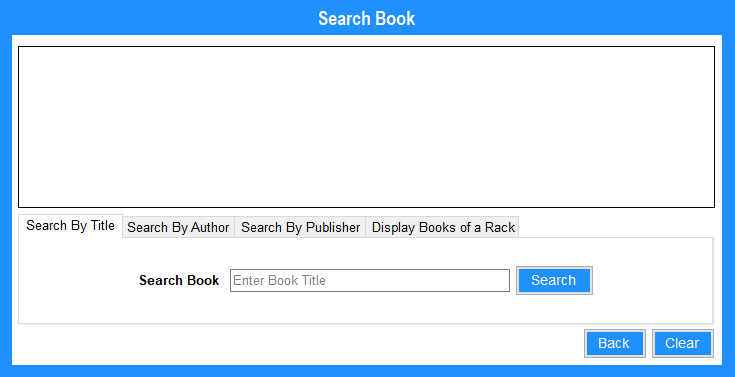 Search Book
Search By Title Search By Author Search By Publisher Display Books of a Rack
Search Book Enter Book Title Search
Back Clear